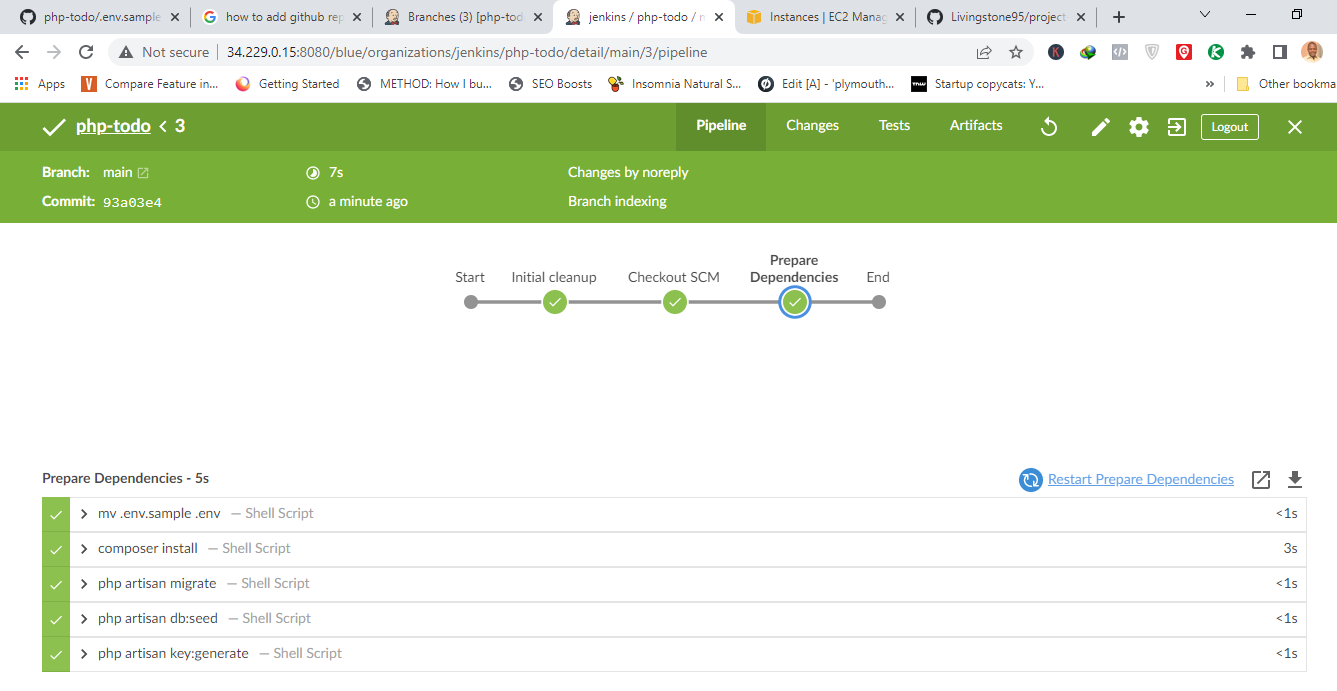 php-todo/.env.sample
how to add github rep
Branches (3) [php-tod
jenkins / php-todo /
Instances | EC2 Manag
Livingstone95/project
Not secure
34.229.0.15:8080/blue/organizations/jenkins/php-todo/detail/main/3/pipeline
Apps
Compare Feature in...
Getting Started
METHOD: How I bu...
SEO Boosts
Insomnia Natural S...
Edit [A] - 'plymouth...
Startup copycats: Y...
»
Other bookma
php-todo < 3
Pipeline
Changes
Tests
Artifacts
Logout
Branch: main
7s
Changes by noreply
Commit: 93a03e4
a minute ago
Branch indexing
Start
Initial cleanup
Checkout SCM
Prepare
Dependencies
End
Prepare Dependencies - 5s
Restart Prepare Dependencies
mv .env.sample .env — Shell Script <1s
composer install — Shell Script 3s
php artisan migrate — Shell Script <1s
php artisan db:seed — Shell Script <1s
php artisan key:generate — Shell Script <1s